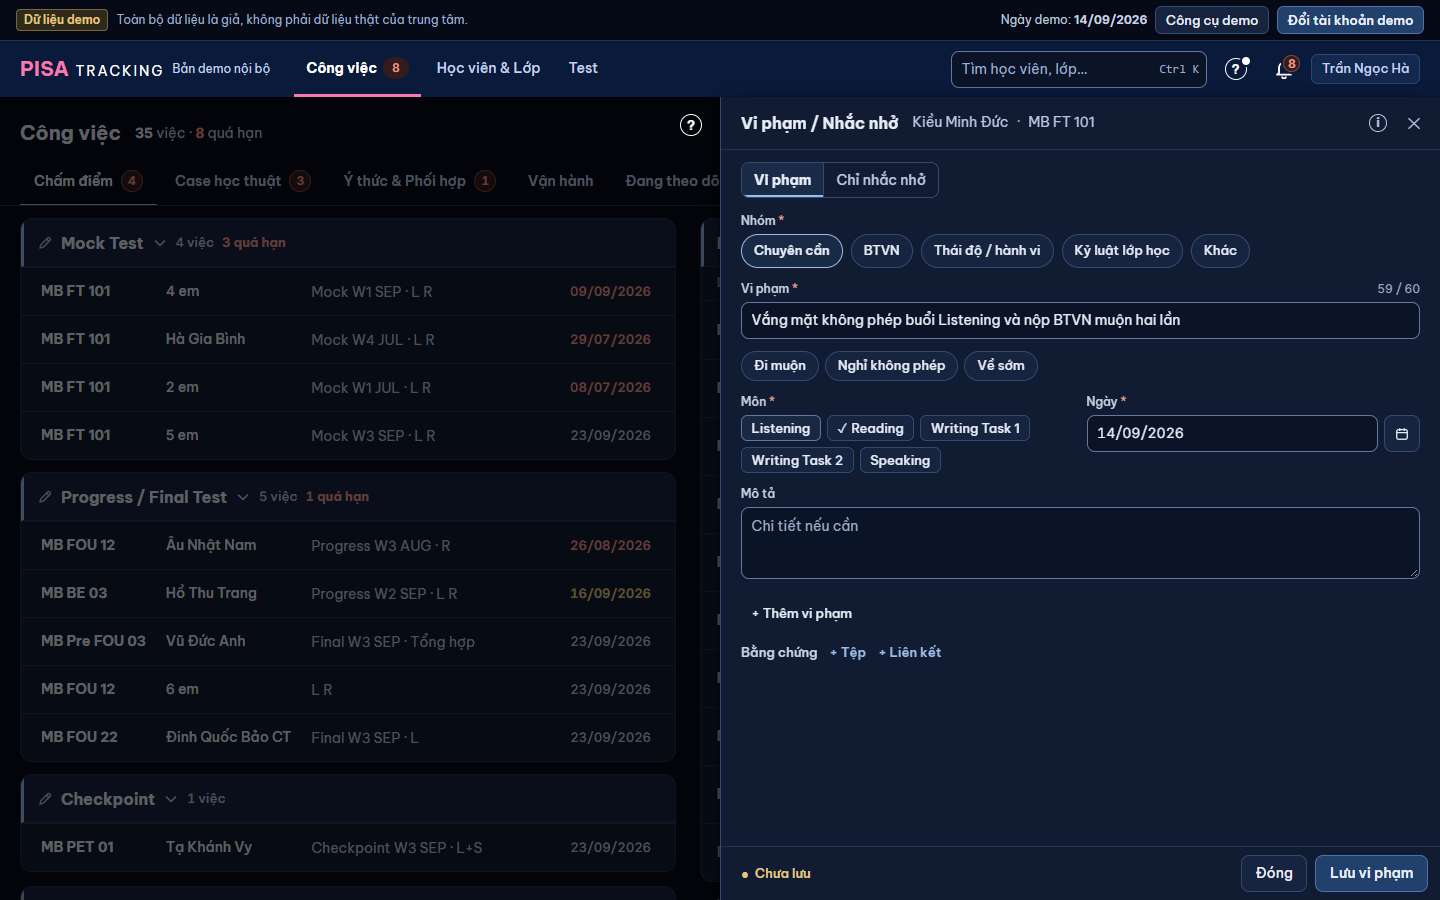 Dữ liệu demo Toàn bộ dữ liệu là giả, không phải dữ liệu thật của trung tâm. Ngày demo: 14/09/2026 Công cụ demo Đổi tài khoản demo
PISA TRACKING Bản demo nội bộ Công việc 8 Học viên & Lớp Test Tìm học viên, lớp... Ctrl K ? 8 Trần Ngọc Hà
Công việc 35 việc · 8 quá hạn ?
Chấm điểm 4 Case học thuật 3 Ý thức & Phối hợp 1 Vận hành Đang theo dõ
Mock Test 4 việc 3 quá hạn
MB FT 101 4 em Mock W1 SEP · L R 09/09/2026
MB FT 101 Hà Gia Bình Mock W4 JUL · L R 29/07/2026
MB FT 101 2 em Mock W1 JUL · L R 08/07/2026
MB FT 101 5 em Mock W3 SEP · L R 23/09/2026
Progress / Final Test 5 việc 1 quá hạn
MB FOU 12 Âu Nhật Nam Progress W3 AUG · R 26/08/2026
MB BE 03 Hồ Thu Trang Progress W2 SEP · L R 16/09/2026
MB Pre FOU 03 Vũ Đức Anh Final W3 SEP · Tổng hợp 23/09/2026
MB FOU 12 6 em L R 23/09/2026
MB FOU 22 Đinh Quốc Bảo CT Final W3 SEP · L 23/09/2026
Checkpoint 1 việc
MB PET 01 Tạ Khánh Vy Checkpoint W3 SEP · L+S 23/09/2026
Vi phạm / Nhắc nhở Kiều Minh Đức · MB FT 101
Vi phạm Chỉ nhắc nhở
Nhóm *
Chuyên cần BTVN Thái độ / hành vi Kỷ luật lớp học Khác
Vi phạm * 59 / 60
Vắng mặt không phép buổi Listening và nộp BTVN muộn hai lần
Đi muộn Nghỉ không phép Về sớm
Môn * Ngày *
Listening ✓ Reading Writing Task 1 14/09/2026
Writing Task 2 Speaking
Mô tả
Chi tiết nếu cần
+ Thêm vi phạm
Bằng chứng + Tệp + Liên kết
Chưa lưu Đóng Lưu vi phạm